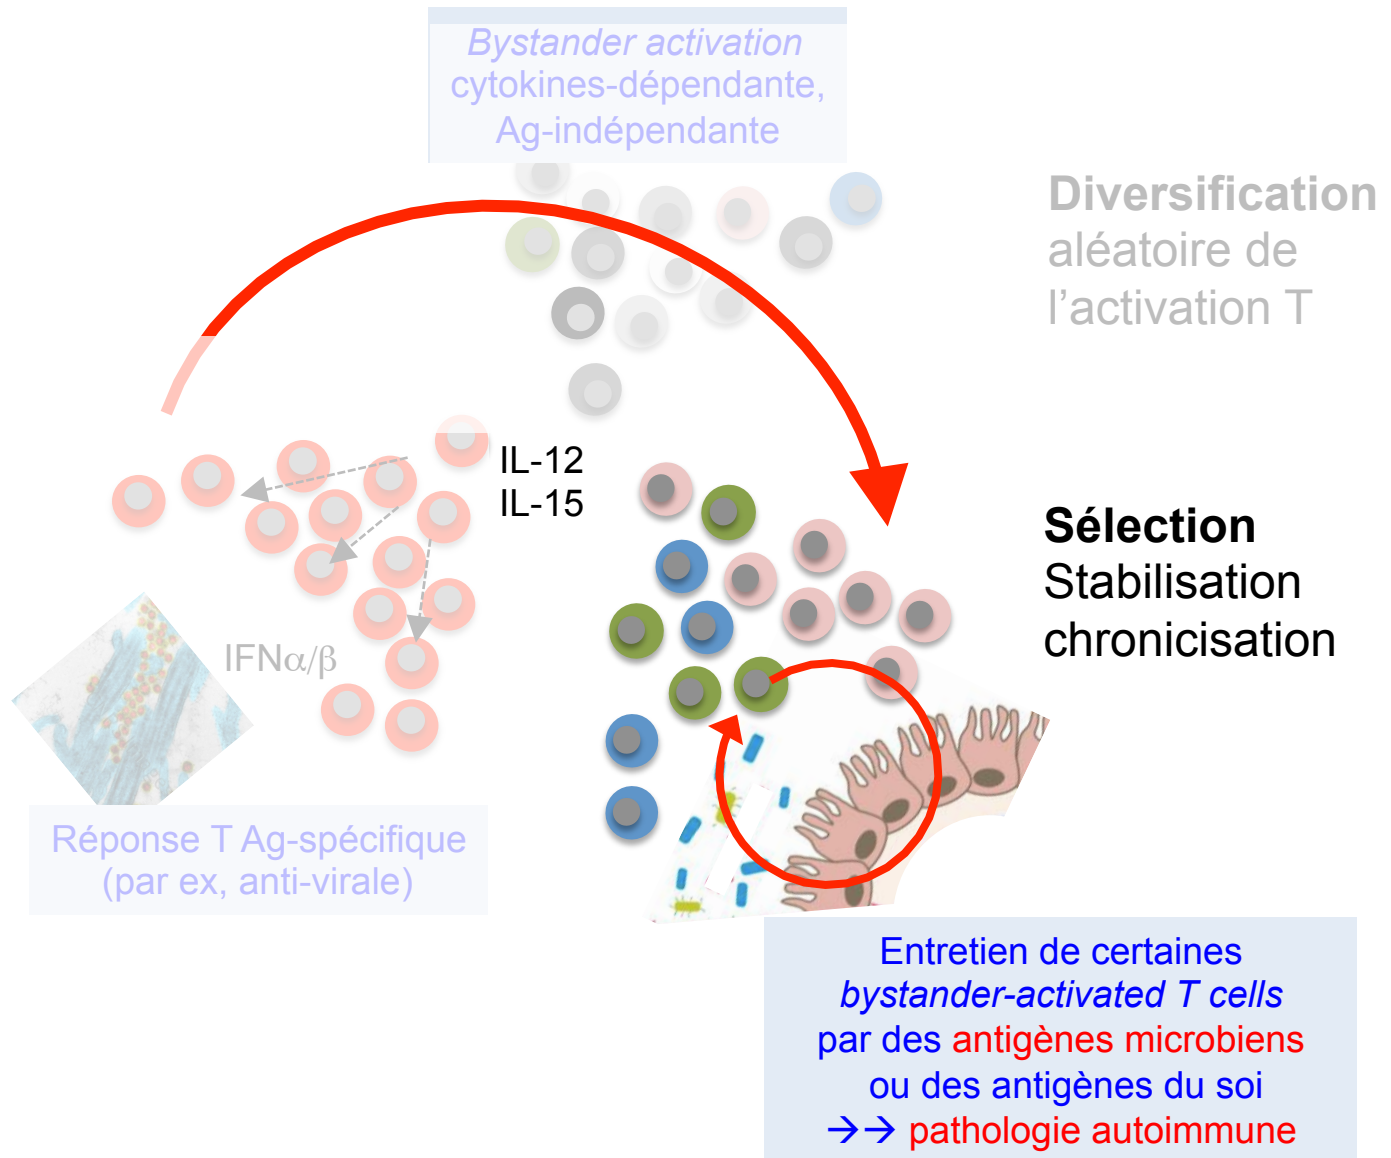 Bystander activation
cytokines-dépendante,
Ag-indépendante
Diversification
aléatoire de
l’activation T
IL-12
IL-15
Sélection
Stabilisation
chronicisation
IFNα/β
Réponse T Ag-spécifique
(par ex, anti-virale)
Entretien de certaines
bystander-activated T cells
par des antigènes microbiens
ou des antigènes du soi
→→ pathologie autoimmune